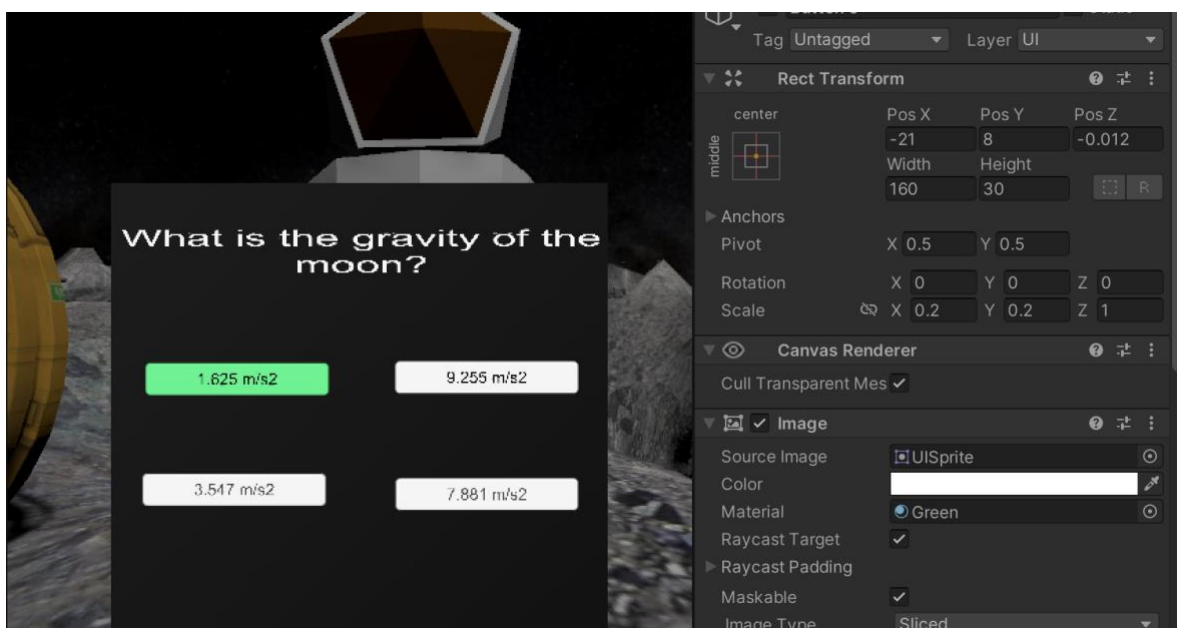 Tag Untagged Layer UI
Rect Transform
center Pos X Pos Y Pos Z
middle -21 8 -0.012
Width Height
160 30 R
Anchors
Pivot X 0.5 Y 0.5
Rotation X 0 Y 0 Z 0
Scale X 0.2 Y 0.2 Z 1
Canvas Renderer
Cull Transparent Mes
Image
Source Image UISprite
Color
Material Green
Raycast Target
Raycast Padding
Maskable
Image Type Sliced
What is the gravity of the
moon?
1.625 m/s2 9.255 m/s2
3.547 m/s2 7.881 m/s2